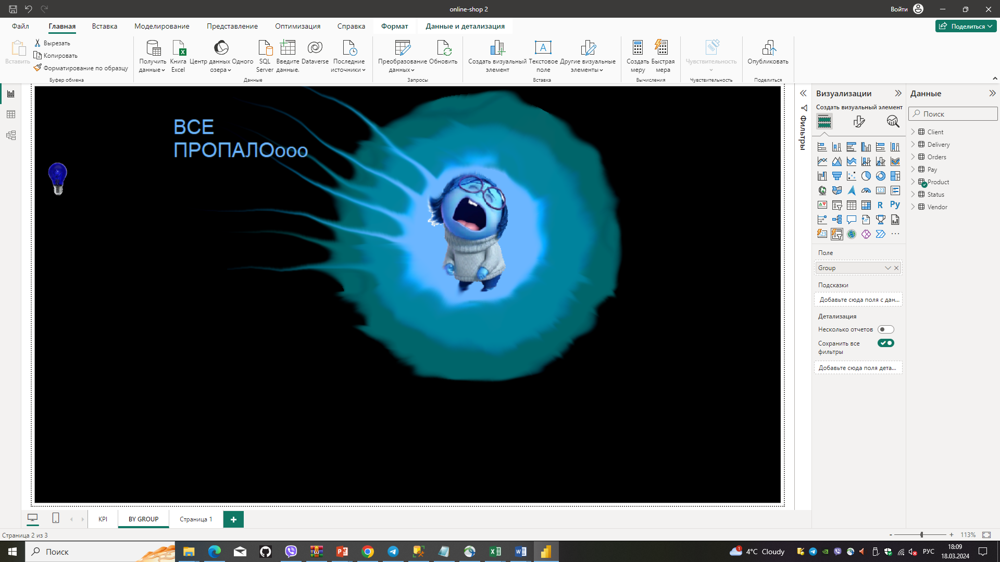 online-shop 2
Войти
Файл
Главная
Вставка
Моделирование
Представление
Оптимизация
Справка
Формат
Данные и детализация
Поделиться
Вставить
Вырезать
Копировать
Форматирование по образцу
Буфер обмена
Получить
данные
Книга
Excel
Центр данных Одного
озера
SQL
Server
Введите
данные.
Dataverse
Последние
источники
Данные
Преобразование
данных
Обновить
Запросы
Создать визуальный
элемент
Текстовое
поле
Другие визуальные
элементы
Вставка
Создать
меру
Быстрая
мера
Вычисления
Чувствительность
Чувствительность
Опубликовать
Поделиться
ВСЕ
ПРОПАЛОооо
Фильтры
Визуализации
Создать визуальный элемент
R
Py
123
123
Поле
Group
Подсказки
Добавьте сюда поля с дан...
Детализация
Несколько отчетов
Сохранить все
фильтры
Добавьте сюда поля дета...
Данные
Поиск
Client
Delivery
Orders
Pay
Product
Status
Vendor
KPI
BY GROUP
Страница 1
Страница 2 из 3
- + 113%
Поиск
1
4°C Cloudy
РУС
18:09
18.03.2024